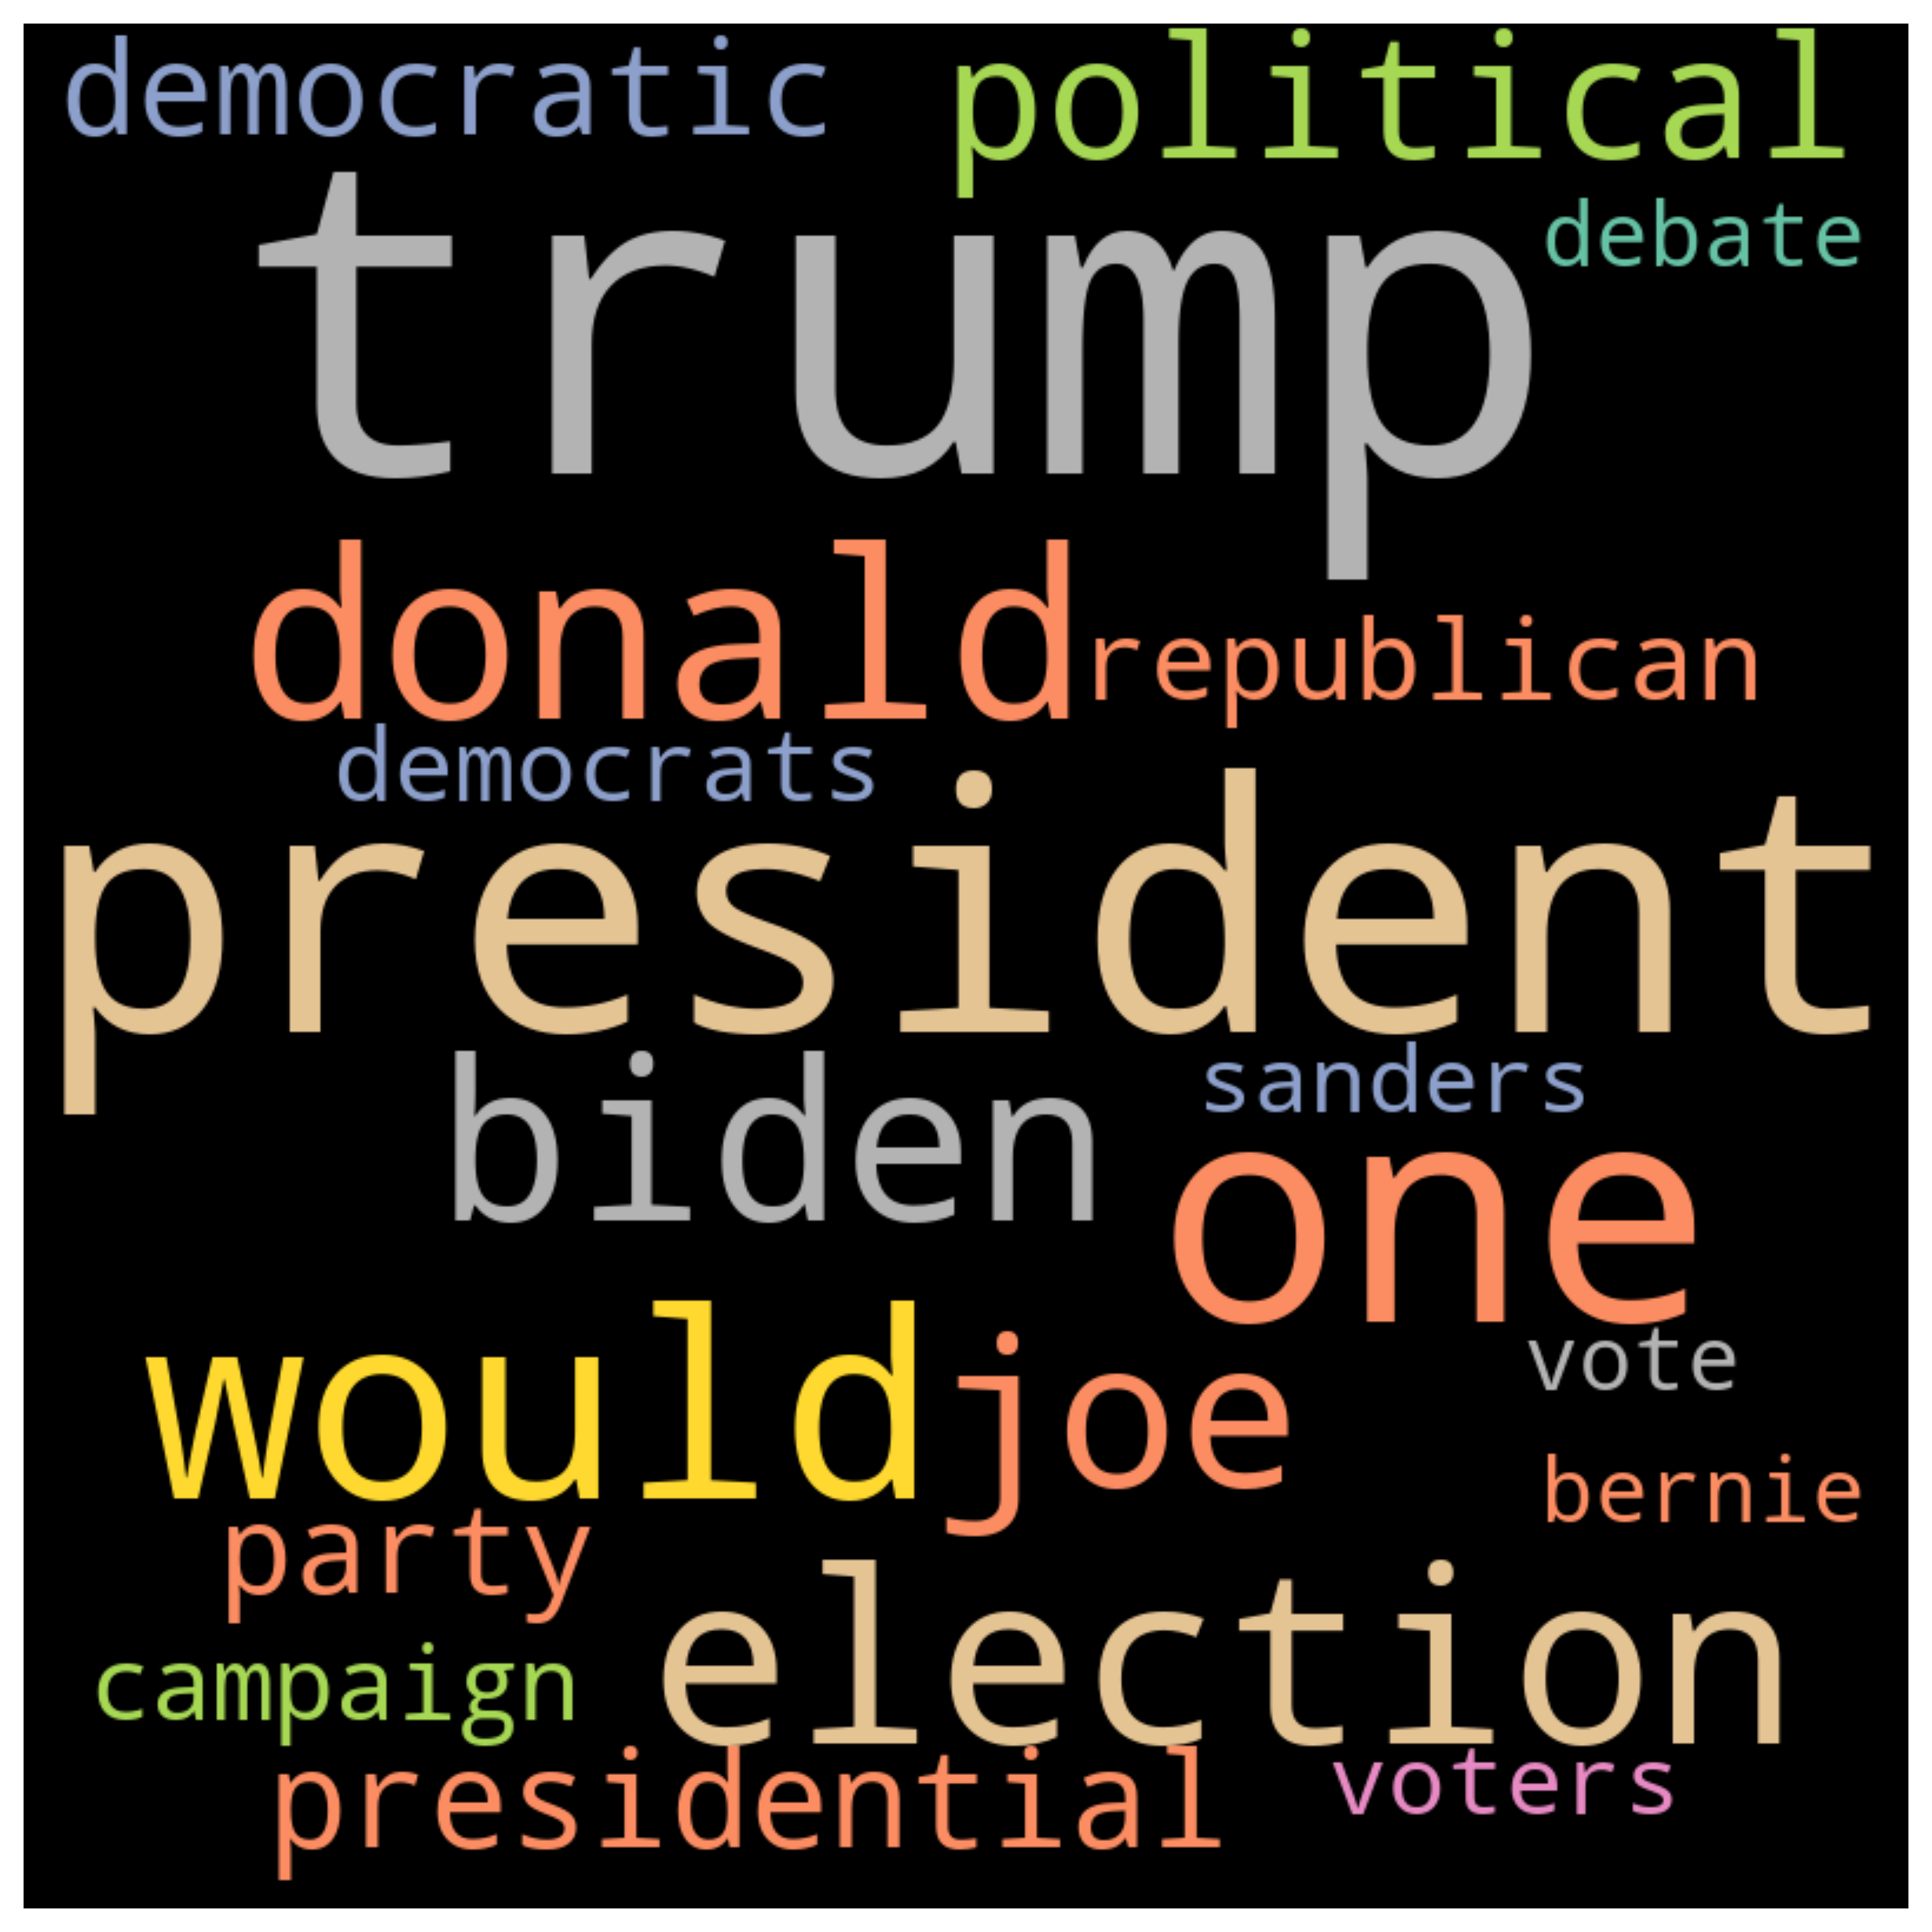 democratic political
debate
trump
donald republican
democrats
president
biden sanders
one
would joe vote
bernie
party
election
campaign
presidential voters